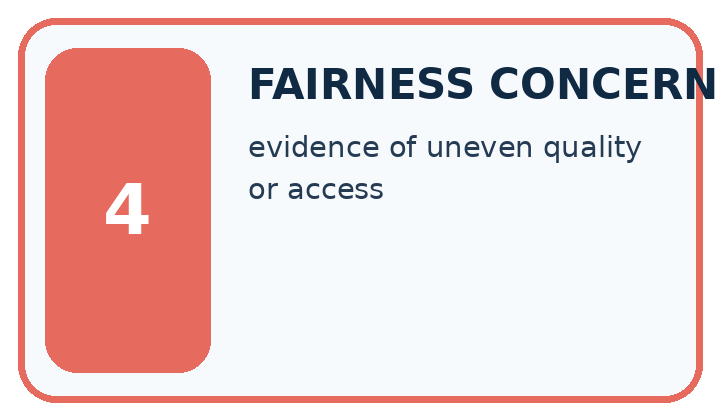 4
FAIRNESS CONCERN
evidence of uneven quality
or access